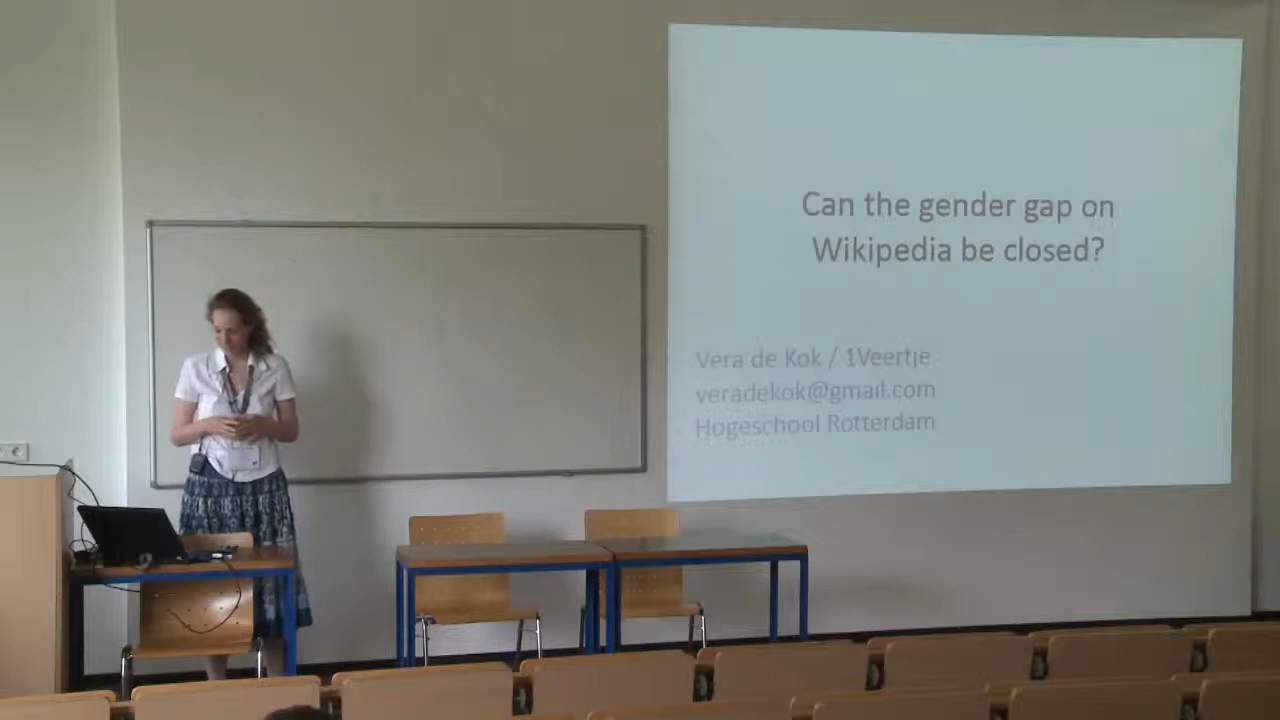 Can the gender gap on
Wikipedia be closed?
Vera de Kok / 1Veertje
veradekok@gmail.com
Hogeschool Rotterdam